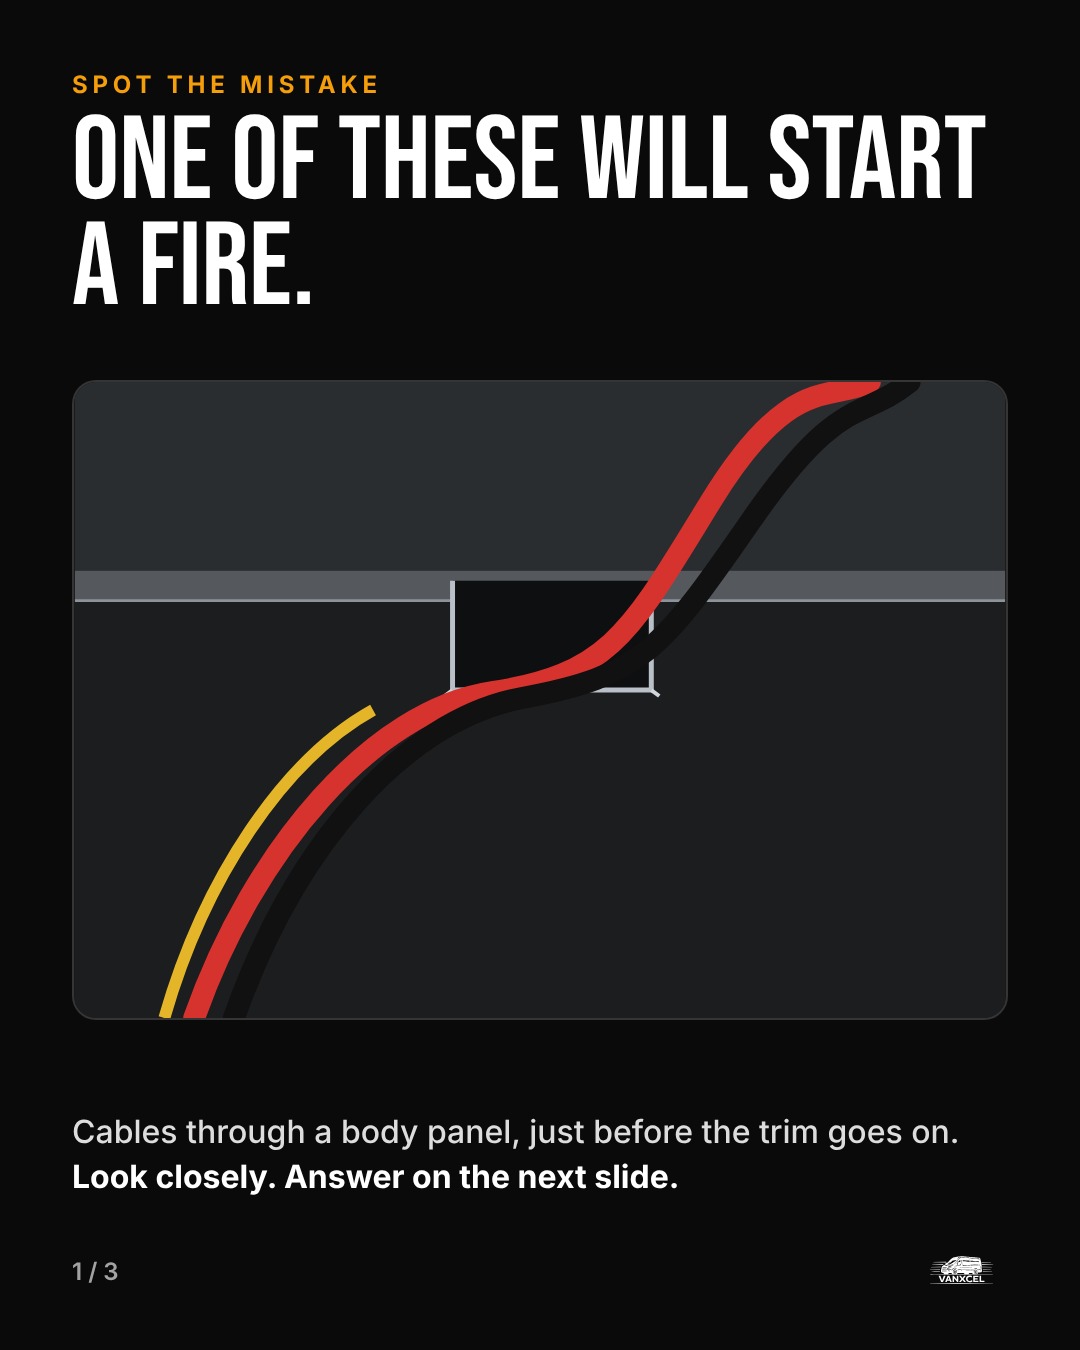 SPOT THE MISTAKE
ONE OF THESE WILL START
A FIRE.
Cables through a body panel, just before the trim goes on.
Look closely. Answer on the next slide.
1 / 3
VANXCEL